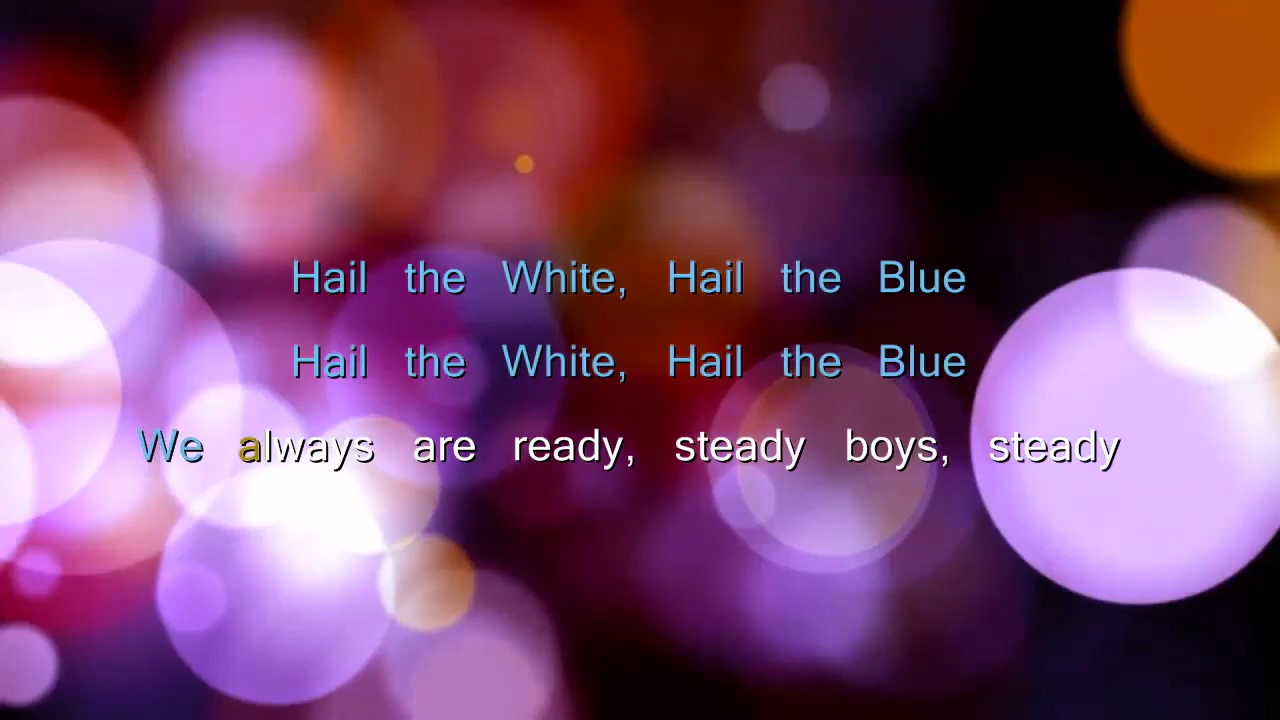 Hail the White, Hail the Blue
Hail the White, Hail the Blue
We always are ready, steady boys, steady